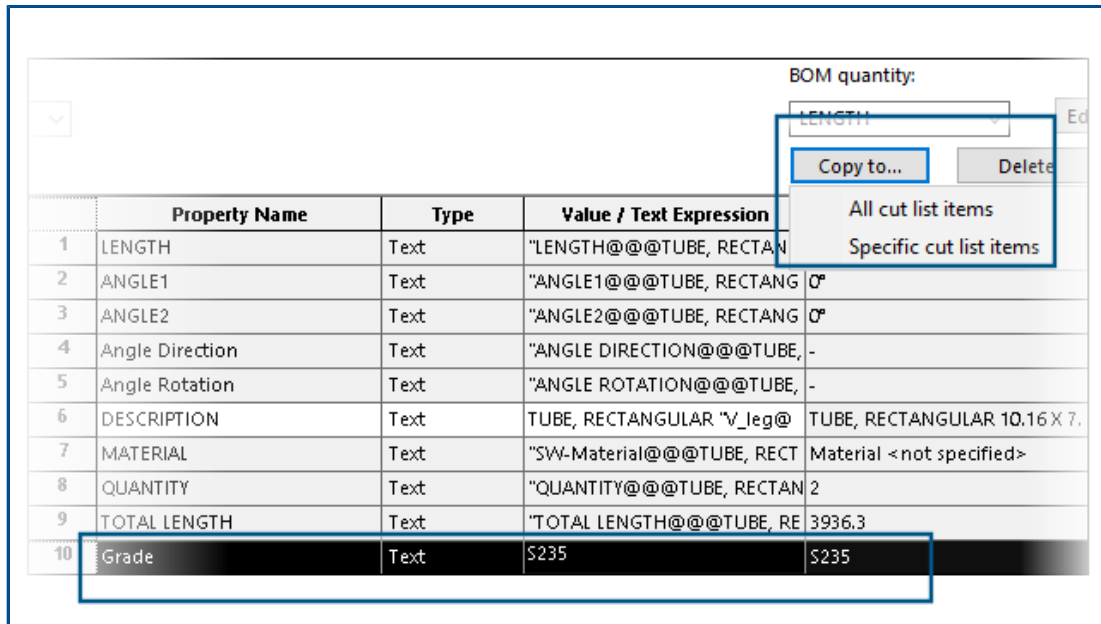 BOM quantity:
LENGTH
Ed
Copy to... Delete
All cut list items
Specific cut list items
Property Name Type Value / Text Expression
1 LENGTH Text "LENGTH@@@TUBE, RECTAN
2 ANGLE1 Text "ANGLE1@@@TUBE, RECTANG 0°
3 ANGLE2 Text "ANGLE2@@@TUBE, RECTANG 0°
4 Angle Direction Text "ANGLE DIRECTION@@@TUBE, -
5 Angle Rotation Text "ANGLE ROTATION@@@TUBE, -
6 DESCRIPTION Text TUBE, RECTANGULAR "V_leg@ TUBE, RECTANGULAR 10.16 X 7.
7 MATERIAL Text "SW-Material@@@TUBE, RECT Material <not specified>
8 QUANTITY Text "QUANTITY@@@TUBE, RECTAN 2
9 TOTAL LENGTH Text "TOTAL LENGTH@@@TUBE, RE 3936.3
10 Grade Text S235 S235